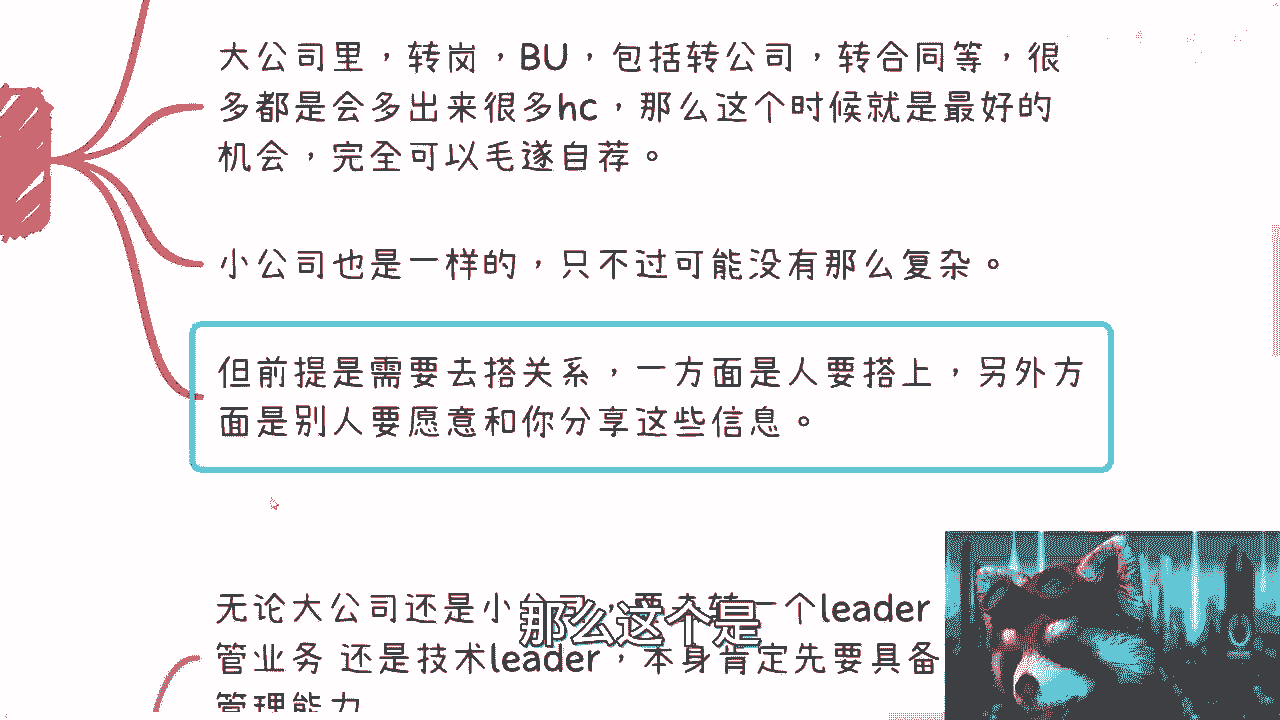 大公司里，转岗，BU，包括转公司，转合同等，很
多都是会多出来很多hc，那么这个时候就是最好的
机会，完全可以毛遂自荐。
小公司也是一样的，只不过可能没有那么复杂。
但前提是需要去搭关系，一方面是人要搭上，另外方
面是别人要愿意和你分享这些信息。
无论大公司还是小 一个leader
那么这个是
管业务 还是技术leader，本身肯定先要具备
管理能力